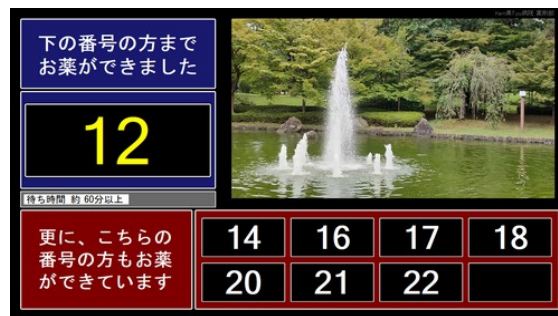 下の番号の方まで
お薬ができました
12
待ち時間 約 60分以上
更に、こちらの
番号の方もお薬
ができています
14 16 17 18
20 21 22